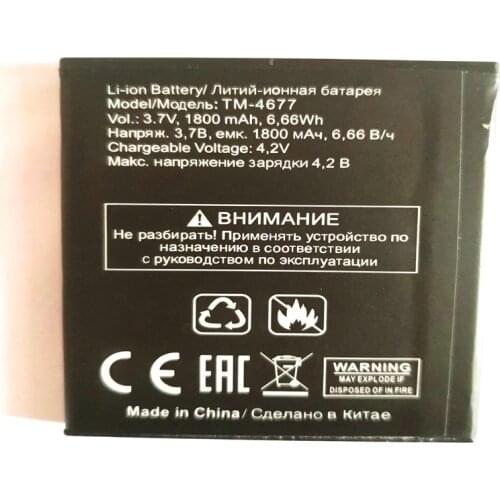 Li-ion Battery/ Литий-ионная батарея
Model/Модель: TM-4677
Vol.: 3.7V, 1800 mAh, 6,66Wh
Напряж. 3,7В, емк. 1800 мАч, 6,66 В/ч
Chargeable Voltage: 4,2V
Макс. напряжение зарядки 4,2 В
ВНИМАНИЕ
Не разбирать! Применять устройство по
назначению в соответствии
с руководством по эксплуатации!
CE EAC
WARNING
MAY EXPLODE IF
DISPOSED OF IN FIRE
Made in China/ Сделано в Китае